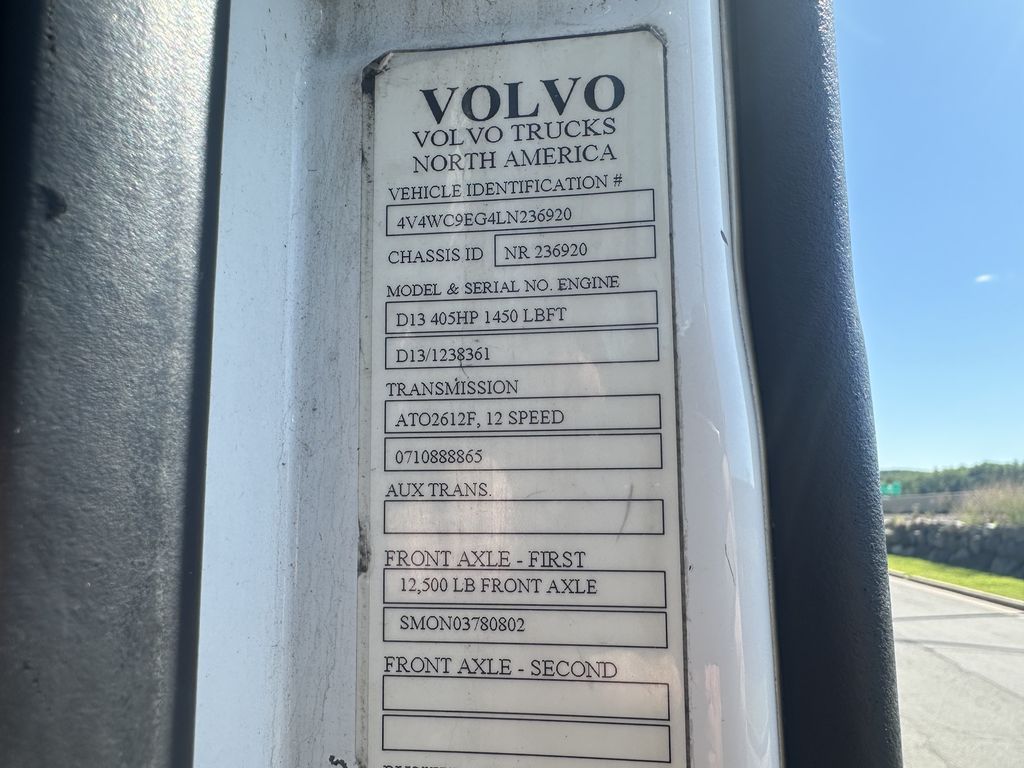 VOLVO
VOLVO TRUCKS
NORTH AMERICA
VEHICLE IDENTIFICATION #
4V4WC9EG4LN236920
CHASSIS ID NR 236920
MODEL & SERIAL NO. ENGINE
D13 405HP 1450 LBFT
D13/1238361
TRANSMISSION
ATO2612F, 12 SPEED
0710888865
AUX TRANS.
FRONT AXLE - FIRST
12,500 LB FRONT AXLE
SMON03780802
FRONT AXLE - SECOND